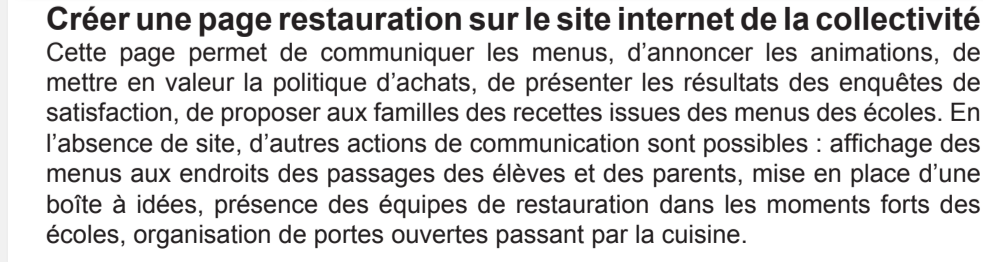 Créer une page restauration sur le site internet de la collectivité
Cette page permet de communiquer les menus, d’annoncer les animations, de
mettre en valeur la politique d’achats, de présenter les résultats des enquêtes de
satisfaction, de proposer aux familles des recettes issues des menus des écoles. En
l’absence de site, d’autres actions de communication sont possibles : affichage des
menus aux endroits des passages des élèves et des parents, mise en place d’une
boîte à idées, présence des équipes de restauration dans les moments forts des
écoles, organisation de portes ouvertes passant par la cuisine.